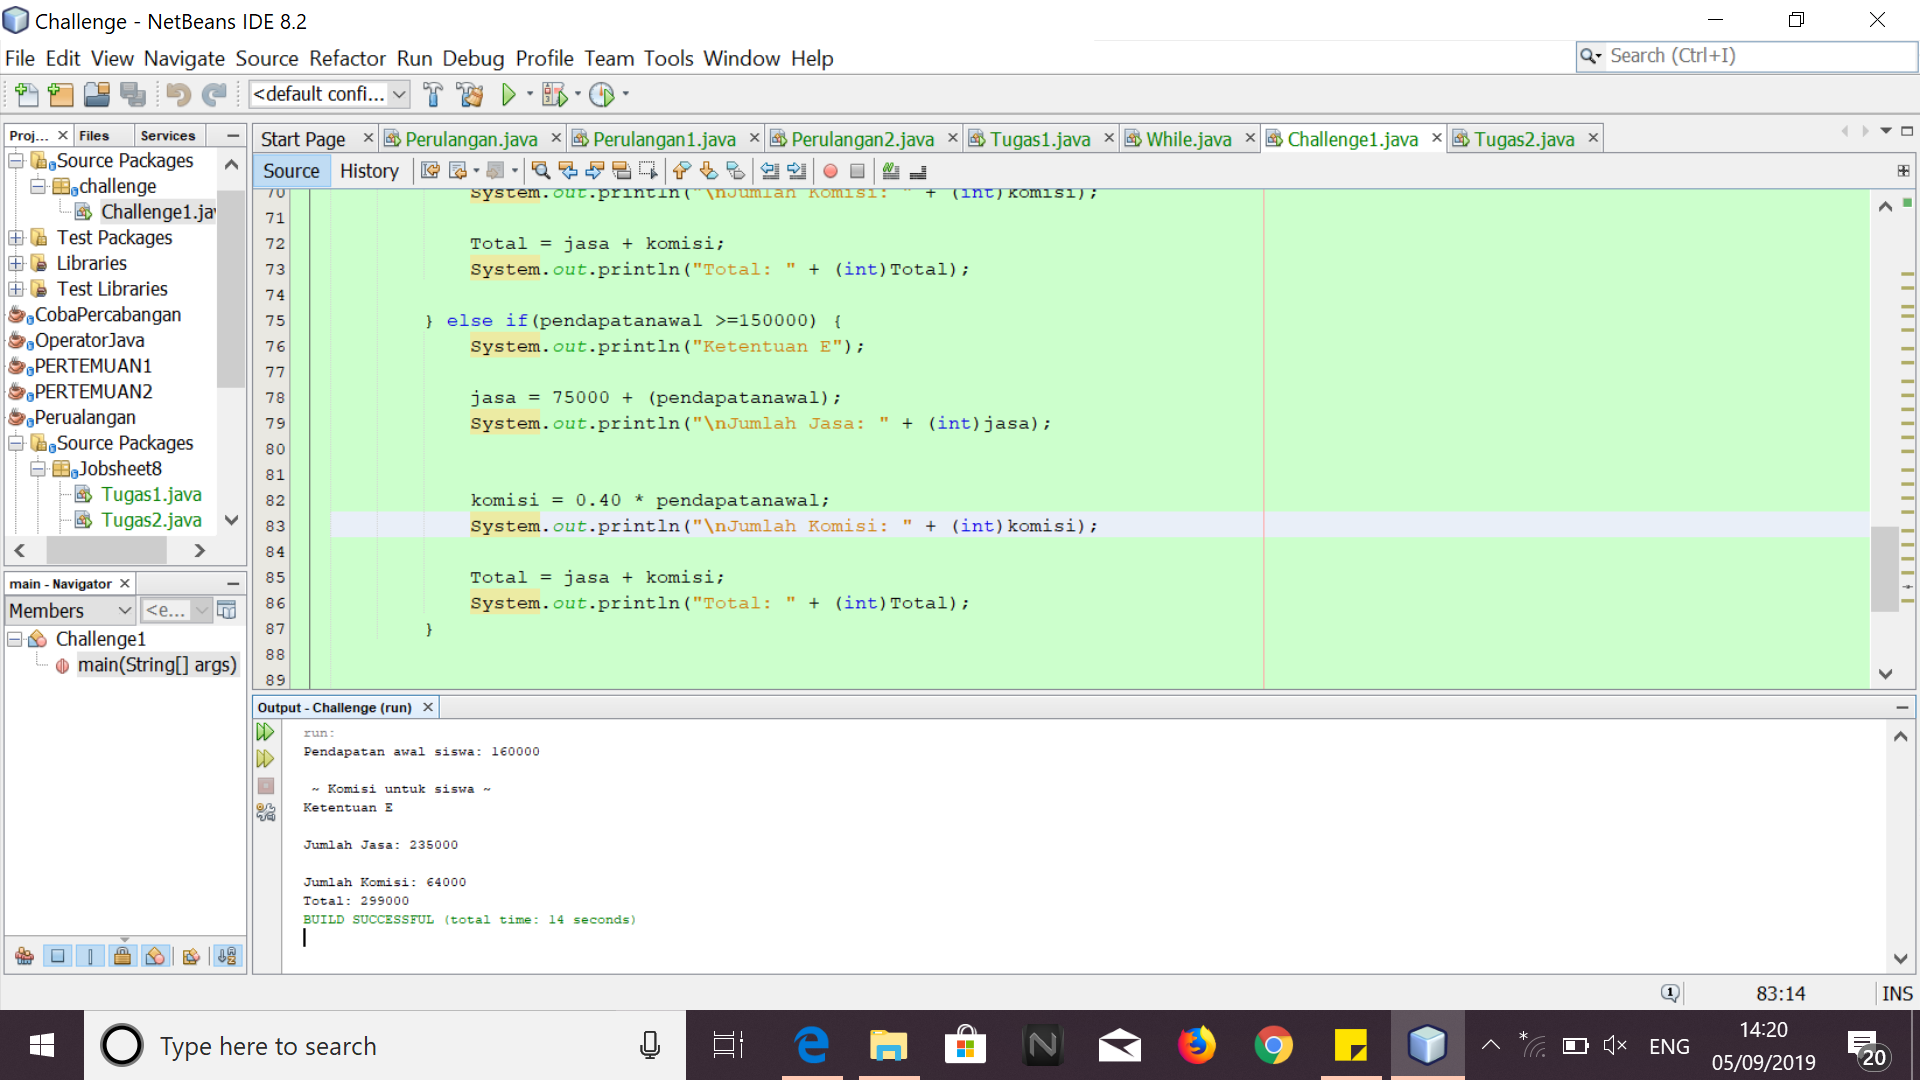 Challenge - NetBeans IDE 8.2
File Edit View Navigate Source Refactor Run Debug Profile Team Tools Window Help
Search (Ctrl+I)
<default confi...
Proj... Files Services
Source Packages
challenge
Challenge1.jav
Test Packages
Libraries
Test Libraries
CobaPercabangan
OperatorJava
PERTEMUAN1
PERTEMUAN2
Perualangan
Source Packages
Jobsheet8
Tugas1.java
Tugas2.java
main - Navigator
Members <e...
Challenge1
main(String[] args)
Start Page Perulangan.java Perulangan1.java Perulangan2.java Tugas1.java While.java Challenge1.java Tugas2.java
Source History
70 System.out.println("\nJumlah Komisi: " + (int)komisi);
71
72 Total = jasa + komisi;
73 System.out.println("Total: " + (int)Total);
74
75 } else if(pendapatanawal >=150000) {
76 System.out.println("Ketentuan E");
77
78 jasa = 75000 + (pendapatanawal);
79 System.out.println("\nJumlah Jasa: " + (int)jasa);
80
81
82 komisi = 0.40 * pendapatanawal;
83 System.out.println("\nJumlah Komisi: " + (int)komisi);
84
85 Total = jasa + komisi;
86 System.out.println("Total: " + (int)Total);
87 }
88
89
Output - Challenge (run)
run:
Pendapatan awal siswa: 160000
~ Komisi untuk siswa ~
Ketentuan E
Jumlah Jasa: 235000
Jumlah Komisi: 64000
Total: 299000
BUILD SUCCESSFUL (total time: 14 seconds)
1 83:14 INS
Type here to search
ENG
14:20
05/09/2019
20